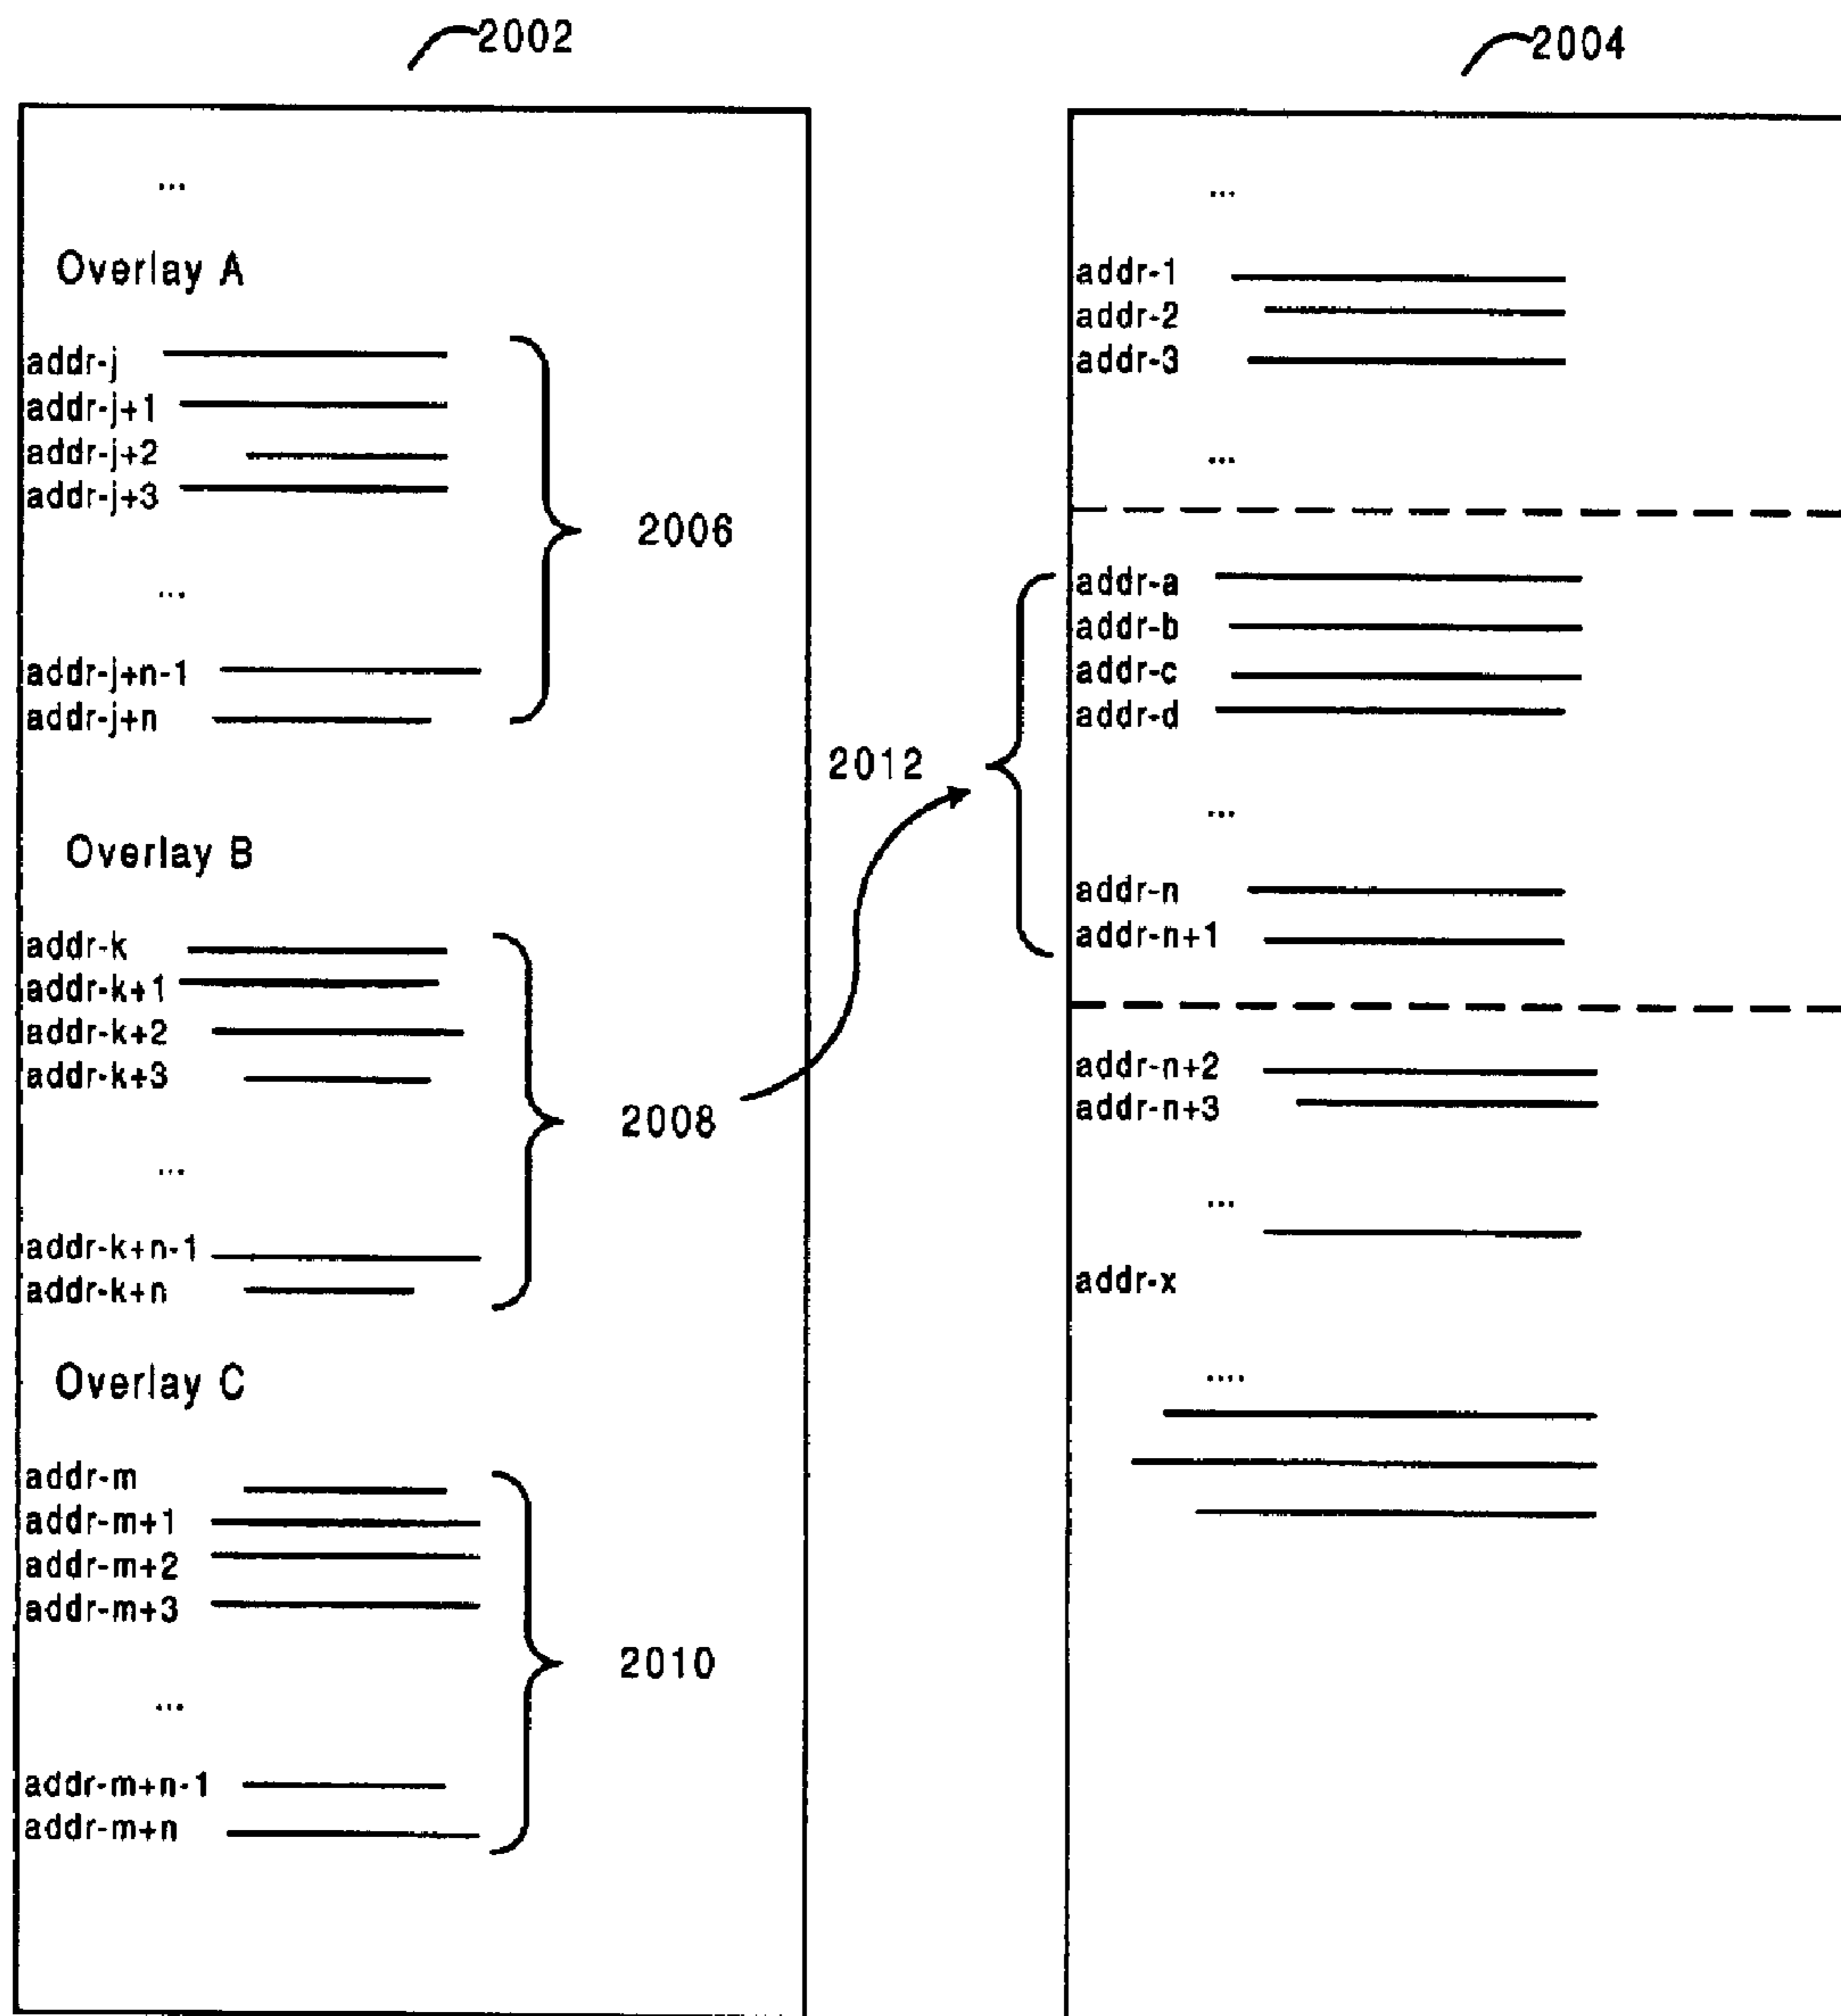 2002
...
Overlay A
addr-j
addr-j+1
addr-j+2
addr-j+3
...
addr-j+n-1
addr-j+n
2006
Overlay B
addr-k
addr-k+1
addr-k+2
addr-k+3
...
addr-k+n-1
addr-k+n
2008
Overlay C
addr-m
addr-m+1
addr-m+2
addr-m+3
...
addr-m+n-1
addr-m+n
2010
2004
...
addr-1
addr-2
addr-3
...
2012
addr-a
addr-b
addr-c
addr-d
...
addr-n
addr-n+1
addr-n+2
addr-n+3
...
addr-x
....